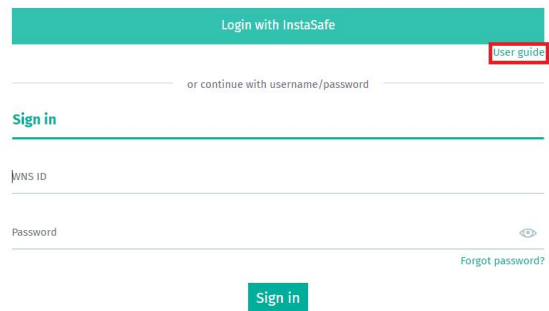 Login with InstaSafe
User guide
or continue with username/password
Sign in
WNS ID
Password
Forgot password?
Sign in